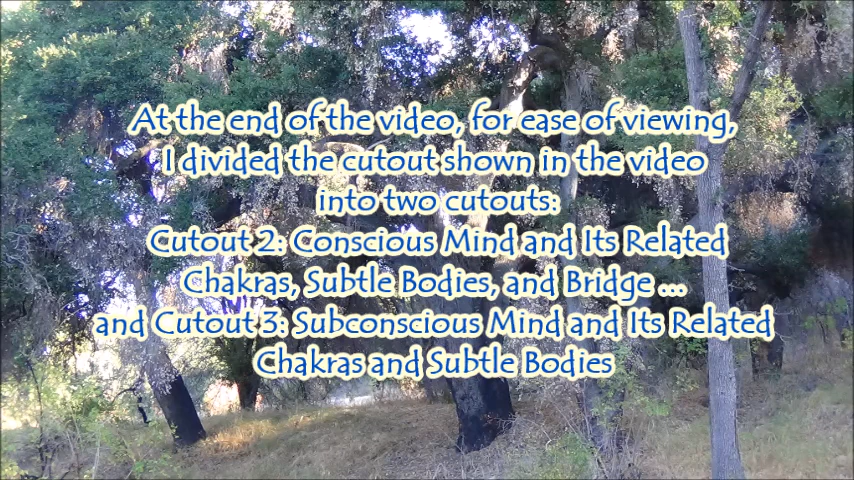 At the end of the video, for ease of viewing,
I divided the cutout shown in the video
into two cutouts:
Cutout 2: Conscious Mind and Its Related
Chakras, Subtle Bodies, and Bridge ...
and Cutout 3: Subconscious Mind and Its Related
Chakras and Subtle Bodies